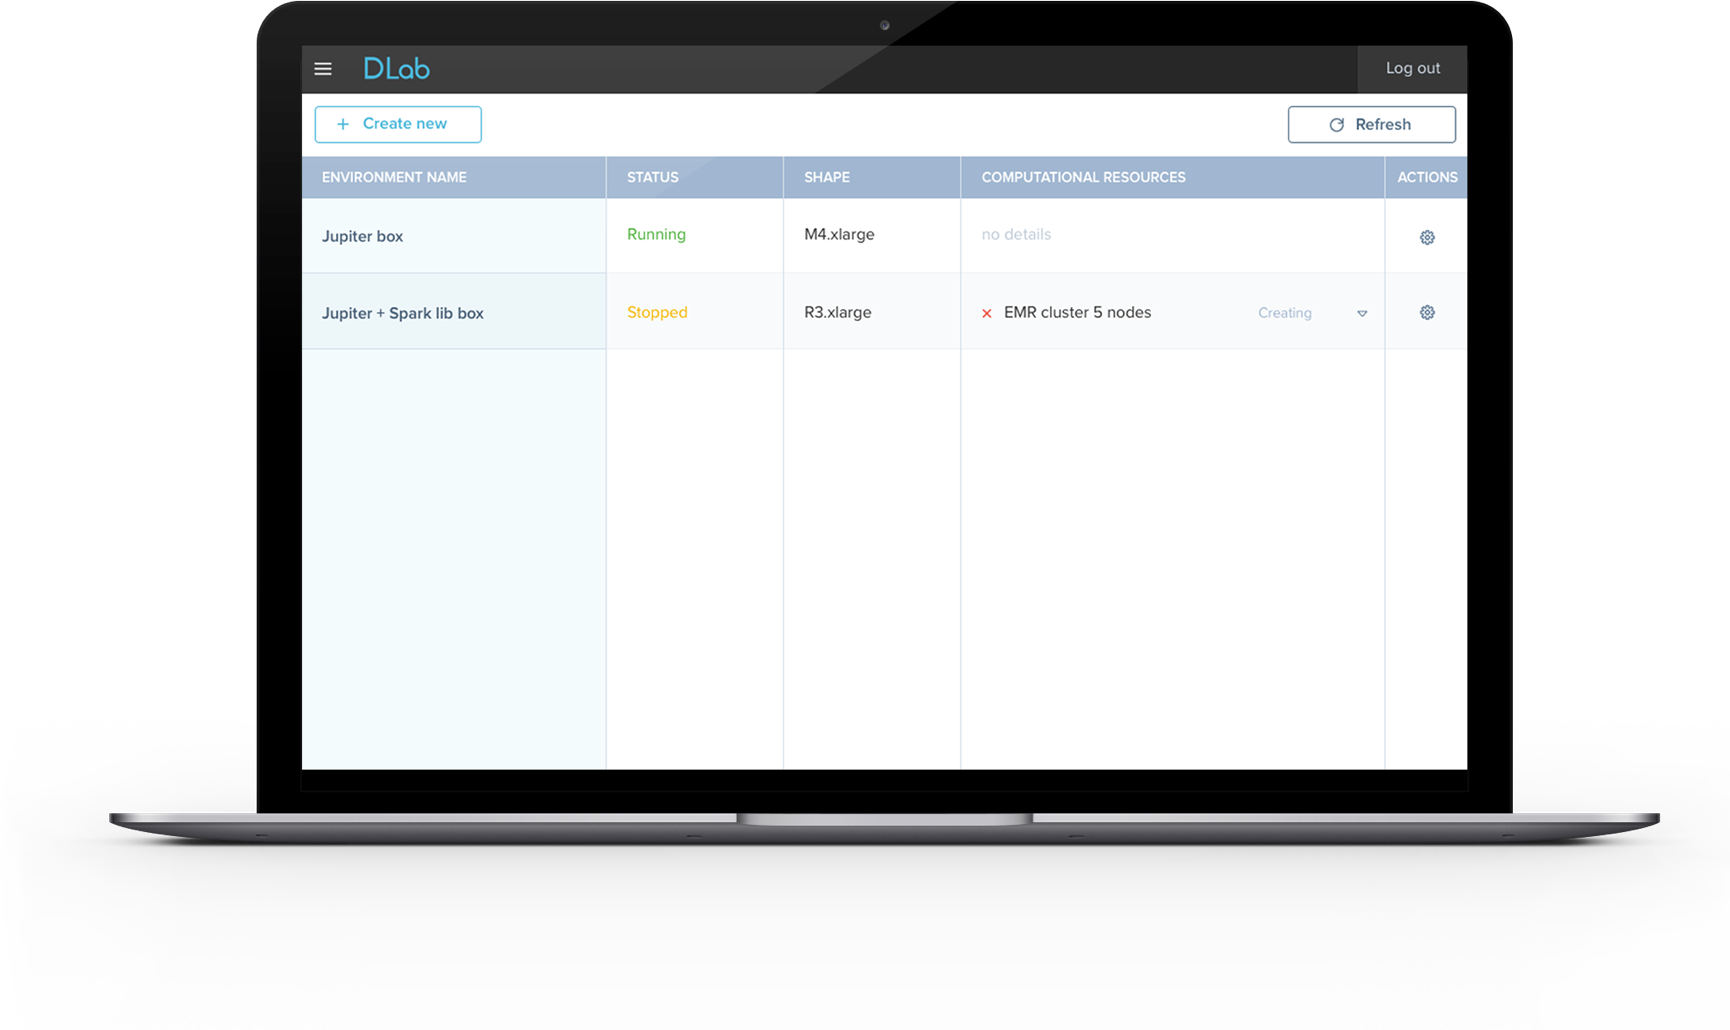 DLab
Log out
+ Create new
Refresh
ENVIRONMENT NAME STATUS SHAPE COMPUTATIONAL RESOURCES ACTIONS
Jupiter box Running M4.xlarge no details
Jupiter + Spark lib box Stopped R3.xlarge EMR cluster 5 nodes Creating